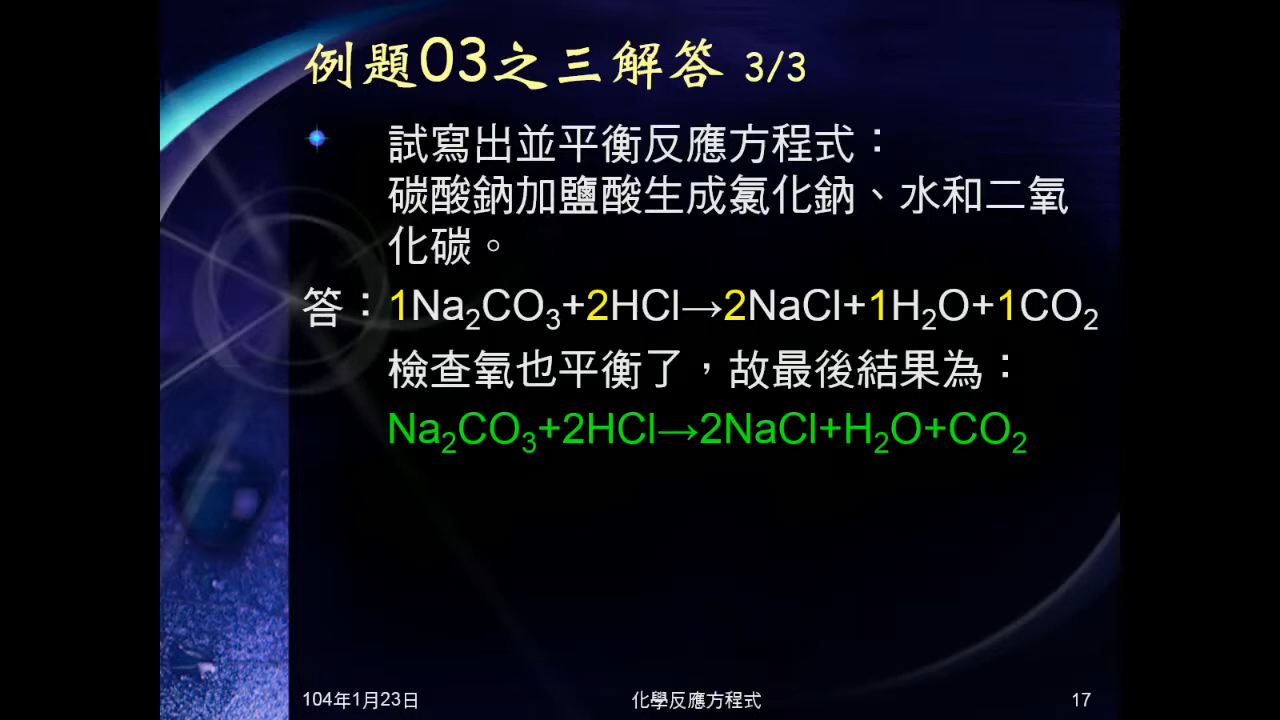 例題03之三解答 3/3
試寫出並平衡反應方程式：
碳酸鈉加鹽酸生成氯化鈉、水和二氧
化碳。
答：1Na₂CO₃+2HCl→2NaCl+1H₂O+1CO₂
檢查氧也平衡了，故最後結果為：
Na₂CO₃+2HCl→2NaCl+H₂O+CO₂
104年1月23日 化學反應方程式 17